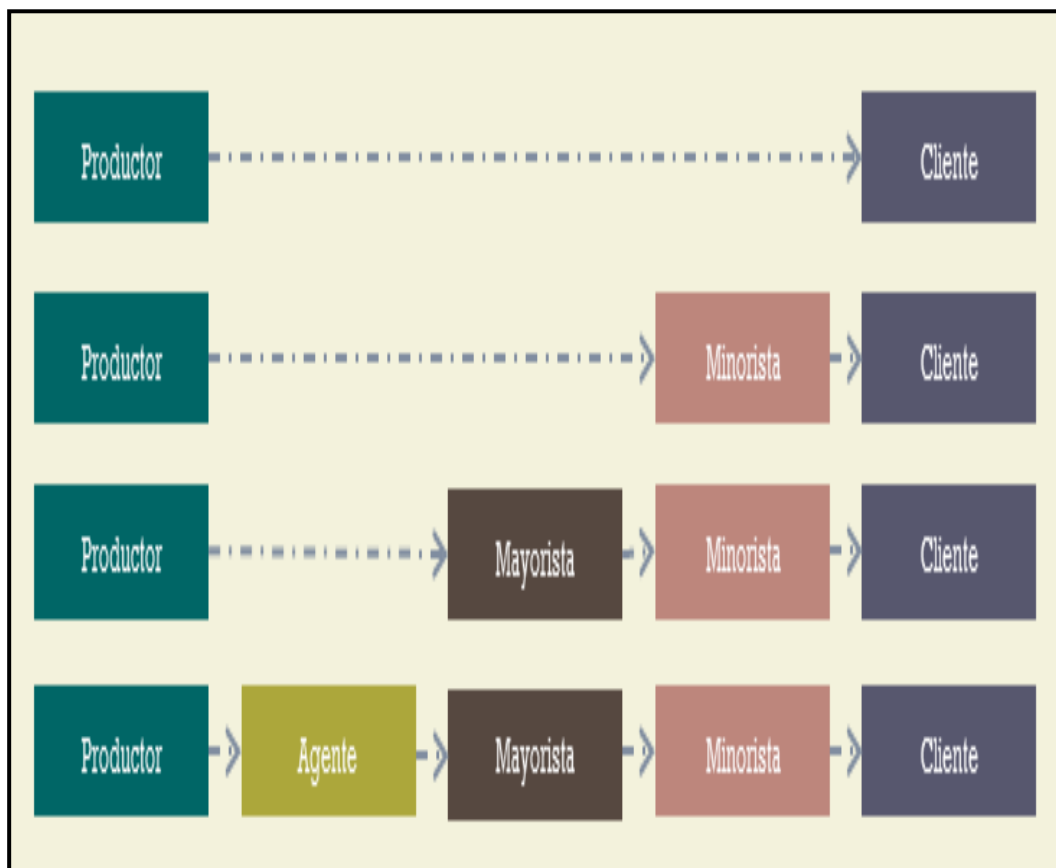 Productor Cliente
Productor Minorista Cliente
Productor Mayorista Minorista Cliente
Productor Agente Mayorista Minorista Cliente